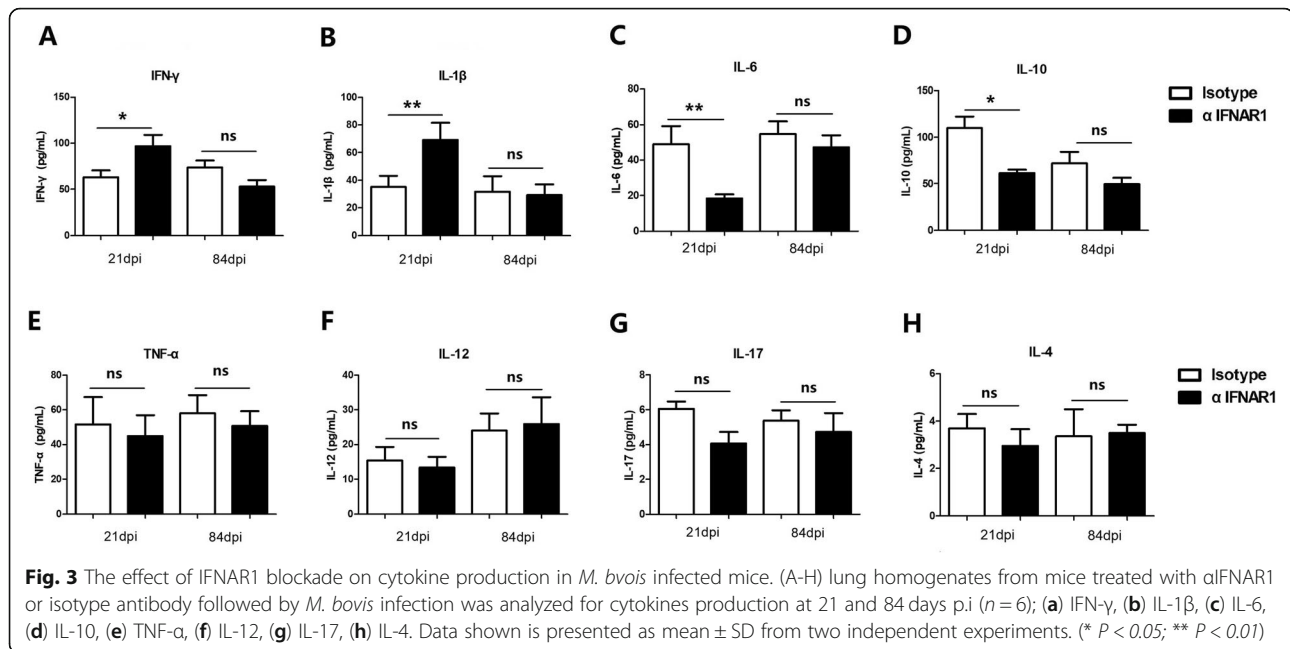 A
B
C
D
IFN-γ
IL-1β
IL-6
IL-10
Isotype
α IFNAR1
IFN-γ (pg/mL)
150
100
50
0
*
ns
21dpi
84dpi
IL-1β (pg/mL)
100
80
60
40
20
0
**
ns
21dpi
84dpi
IL-6 (pg/mL)
80
60
40
20
0
**
ns
21dpi
84dpi
IL-10 (pg/mL)
150
100
50
0
*
ns
21dpi
84dpi
E
F
G
H
TNF-α
IL-12
IL-17
IL-4
Isotype
α IFNAR1
TNF-α (pg/mL)
80
60
40
20
0
ns
ns
21dpi
84dpi
IL-12 (pg/mL)
40
30
20
10
0
ns
ns
21dpi
84dpi
IL-17 (pg/mL)
8
6
4
2
0
ns
ns
21dpi
84dpi
IL-4 (pg/mL)
6
4
2
0
ns
ns
21dpi
84dpi
Fig. 3 The effect of IFNAR1 blockade on cytokine production in M. bvois infected mice. (A-H) lung homogenates from mice treated with αIFNAR1
or isotype antibody followed by M. bovis infection was analyzed for cytokines production at 21 and 84 days p.i (n = 6); (a) IFN-γ, (b) IL-1β, (c) IL-6,
(d) IL-10, (e) TNF-α, (f) IL-12, (g) IL-17, (h) IL-4. Data shown is presented as mean ± SD from two independent experiments. (* P < 0.05; ** P < 0.01)